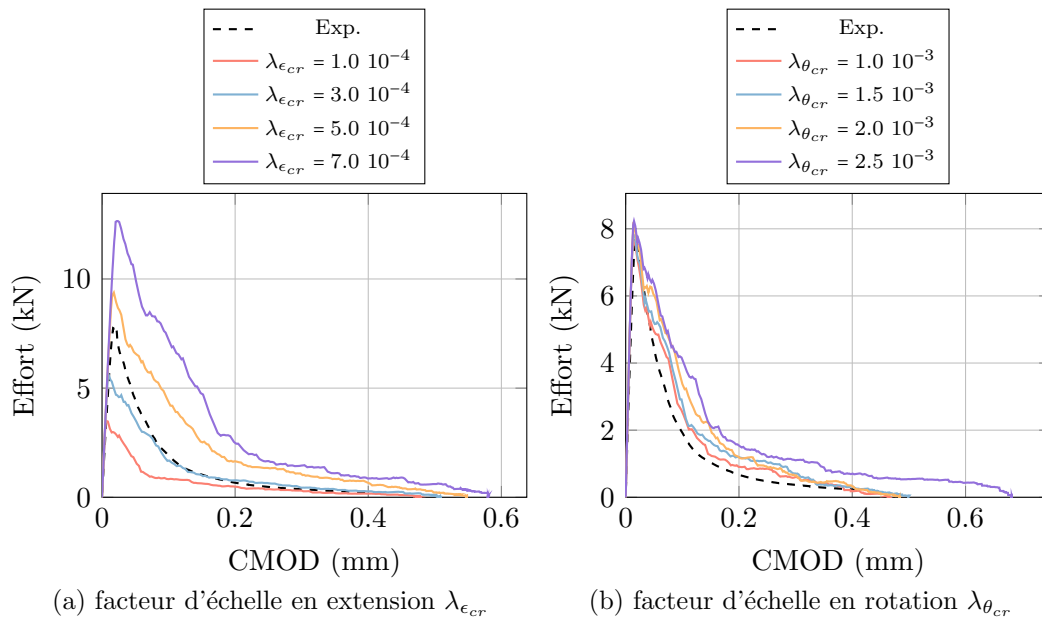 Exp.
λ_{ϵ_{cr}} = 1.0 10⁻⁴
λ_{ϵ_{cr}} = 3.0 10⁻⁴
λ_{ϵ_{cr}} = 5.0 10⁻⁴
λ_{ϵ_{cr}} = 7.0 10⁻⁴
10
5
0
Effort (kN)
0 0.2 0.4 0.6
CMOD (mm)
(a) facteur d'échelle en extension λ_{ϵ_{cr}}
Exp.
λ_{θ_{cr}} = 1.0 10⁻³
λ_{θ_{cr}} = 1.5 10⁻³
λ_{θ_{cr}} = 2.0 10⁻³
λ_{θ_{cr}} = 2.5 10⁻³
8
6
4
2
0
Effort (kN)
0 0.2 0.4 0.6
CMOD (mm)
(b) facteur d'échelle en rotation λ_{θ_{cr}}